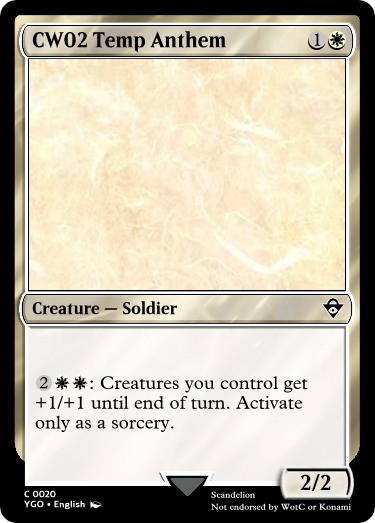 CW02 Temp Anthem 1
Creature — Soldier
2: Creatures you control get
+1/+1 until end of turn. Activate
only as a sorcery.
2/2
C 0020
YGO • English
Scandelion
Not endorsed by WotC or Konami